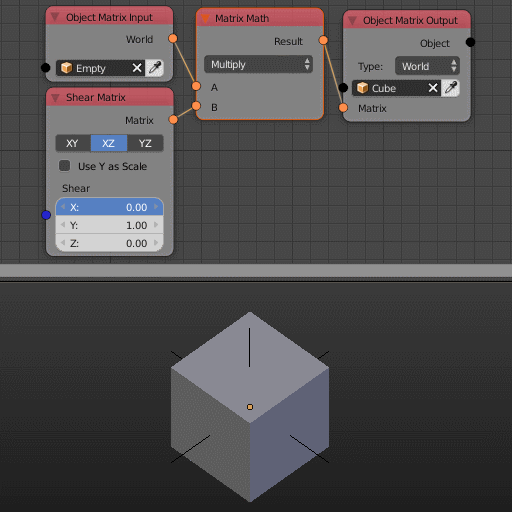 Object Matrix Input
World
Empty
Shear Matrix
Matrix
XY XZ YZ
Use Y as Scale
Shear
X: 0.00
Y: 1.00
Z: 0.00
Matrix Math
Result
Multiply
A
B
Object Matrix Output
Object
Type: World
Cube
Matrix